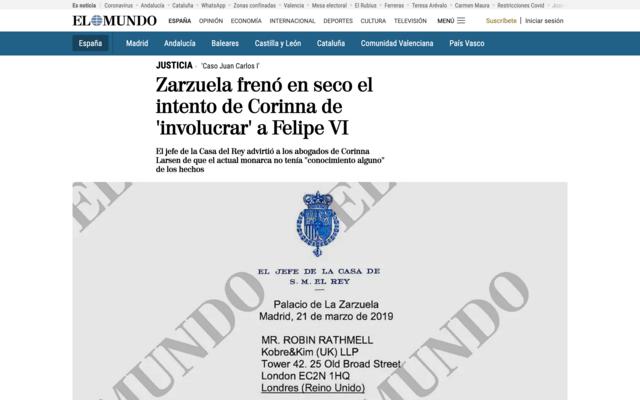 Es noticia Coronavirus Andalucía Cataluña WhatsApp Zonas confinadas Valencia Mesa electoral El Rubius Ferreras Teresa Arévalo Carmen Maura Restricciones Covid
EL MUNDO ESPAÑA OPINIÓN ECONOMÍA INTERNACIONAL DEPORTES CULTURA TELEVISIÓN MENÚ Suscríbete Iniciar sesión
España Madrid Andalucía Baleares Castilla y León Cataluña Comunidad Valenciana País Vasco
JUSTICIA 'Caso Juan Carlos I'
Zarzuela frenó en seco el
intento de Corinna de
'involucrar' a Felipe VI
El jefe de la Casa del Rey advirtió a los abogados de Corinna
Larsen de que el actual monarca no tenía "conocimiento alguno"
de los hechos
EL JEFE DE LA CASA DE
S. M. EL REY
Palacio de La Zarzuela
Madrid, 21 de marzo de 2019
MR. ROBIN RATHMELL
Kobre&Kim (UK) LLP
Tower 42. 25 Old Broad Street
London EC2N 1HQ
Londres (Reino Unido)
EL MUNDO